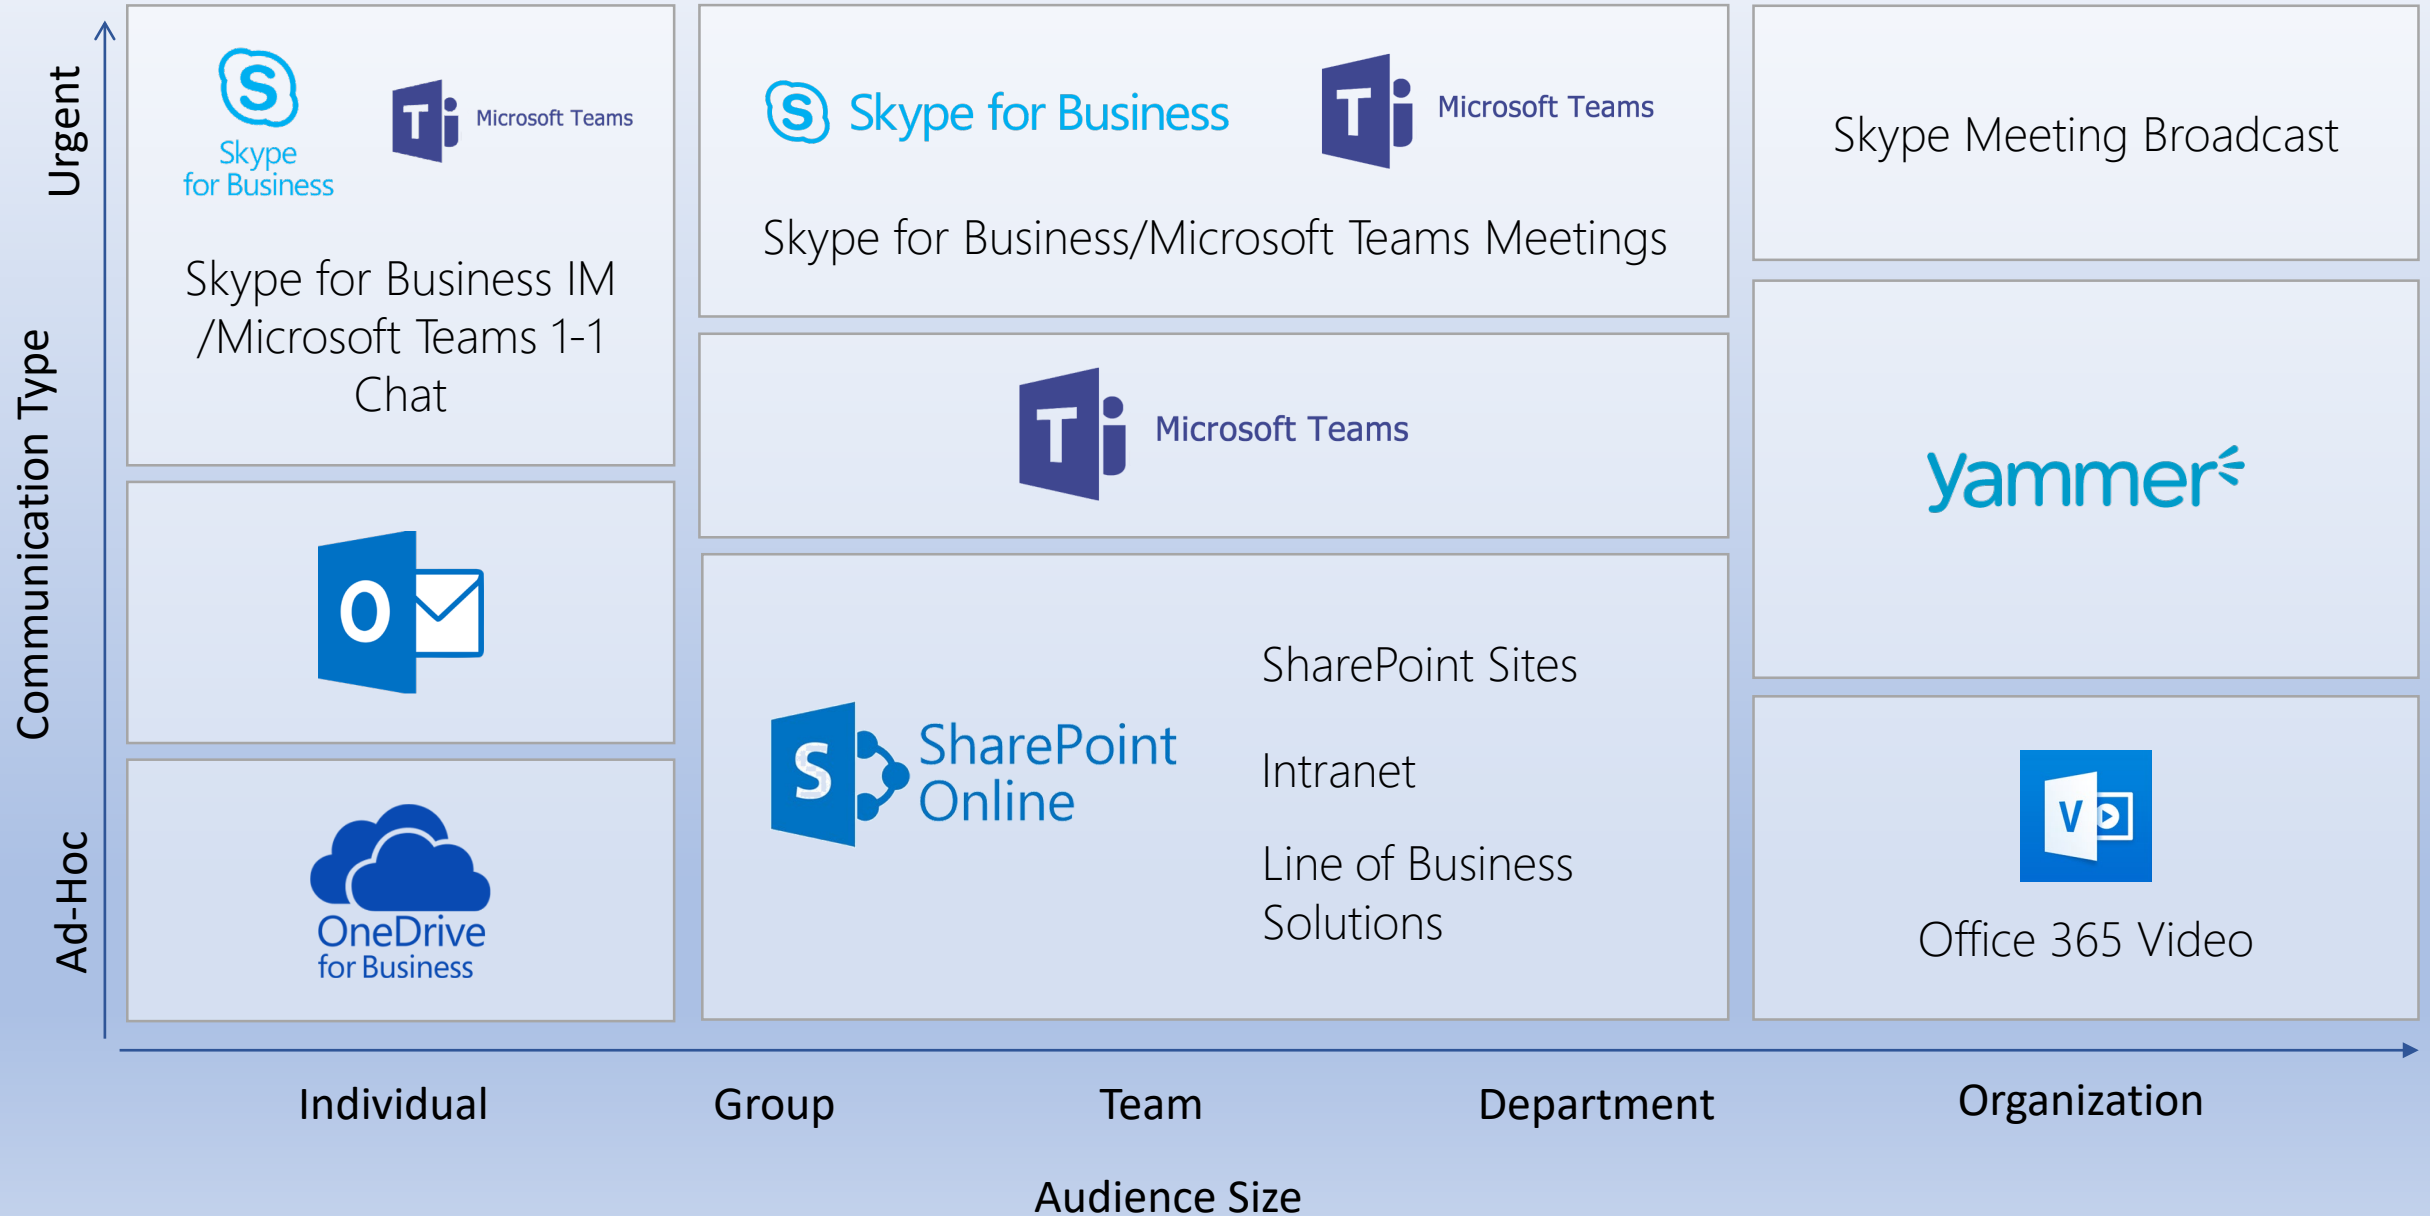 Urgent
Communication Type
Ad-Hoc
S
Skype
for Business
T
Microsoft Teams
Skype for Business IM
/Microsoft Teams 1-1
Chat
O
OneDrive
for Business
S
Skype for Business
T
Microsoft Teams
Skype for Business/Microsoft Teams Meetings
T
Microsoft Teams
S
SharePoint
Online
SharePoint Sites
Intranet
Line of Business
Solutions
Skype Meeting Broadcast
yammer
V
Office 365 Video
Individual
Group
Team
Department
Organization
Audience Size